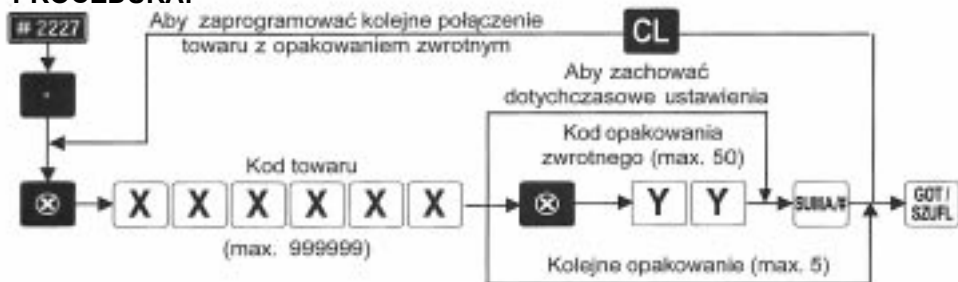 # 2227
Aby zaprogramować kolejne połączenie
towaru z opakowaniem zwrotnym
CL
·
Aby zachować
dotychczasowe ustawienia
Kod towaru
Kod opakowania
zwrotnego (max. 50)
⊗ X X X X X X ⊗ Y Y SUMA/# GOT /
SZUFL
(max. 999999)
Kolejne opakowanie (max. 5)